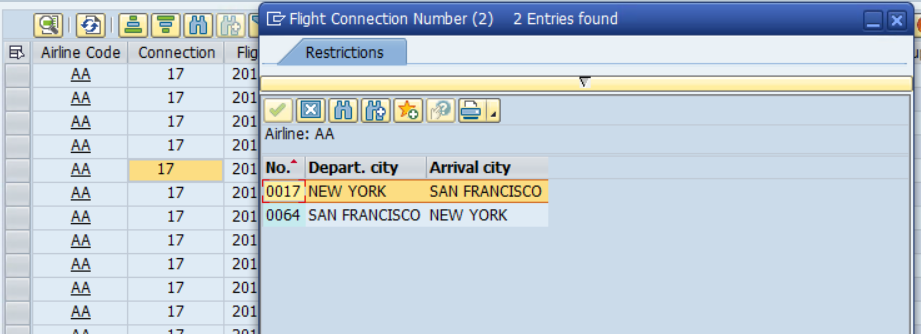 Flight Connection Number (2) 2 Entries found
Restrictions
Airline: AA
No. Depart. city Arrival city
0017 NEW YORK SAN FRANCISCO
0064 SAN FRANCISCO NEW YORK
Airline Code Connection Flig
AA 17 201
AA 17 201
AA 17 201
AA 17 201
AA 17 201
AA 17 201
AA 17 201
AA 17 201
AA 17 201
AA 17 201
AA 17 201
AA 17 201